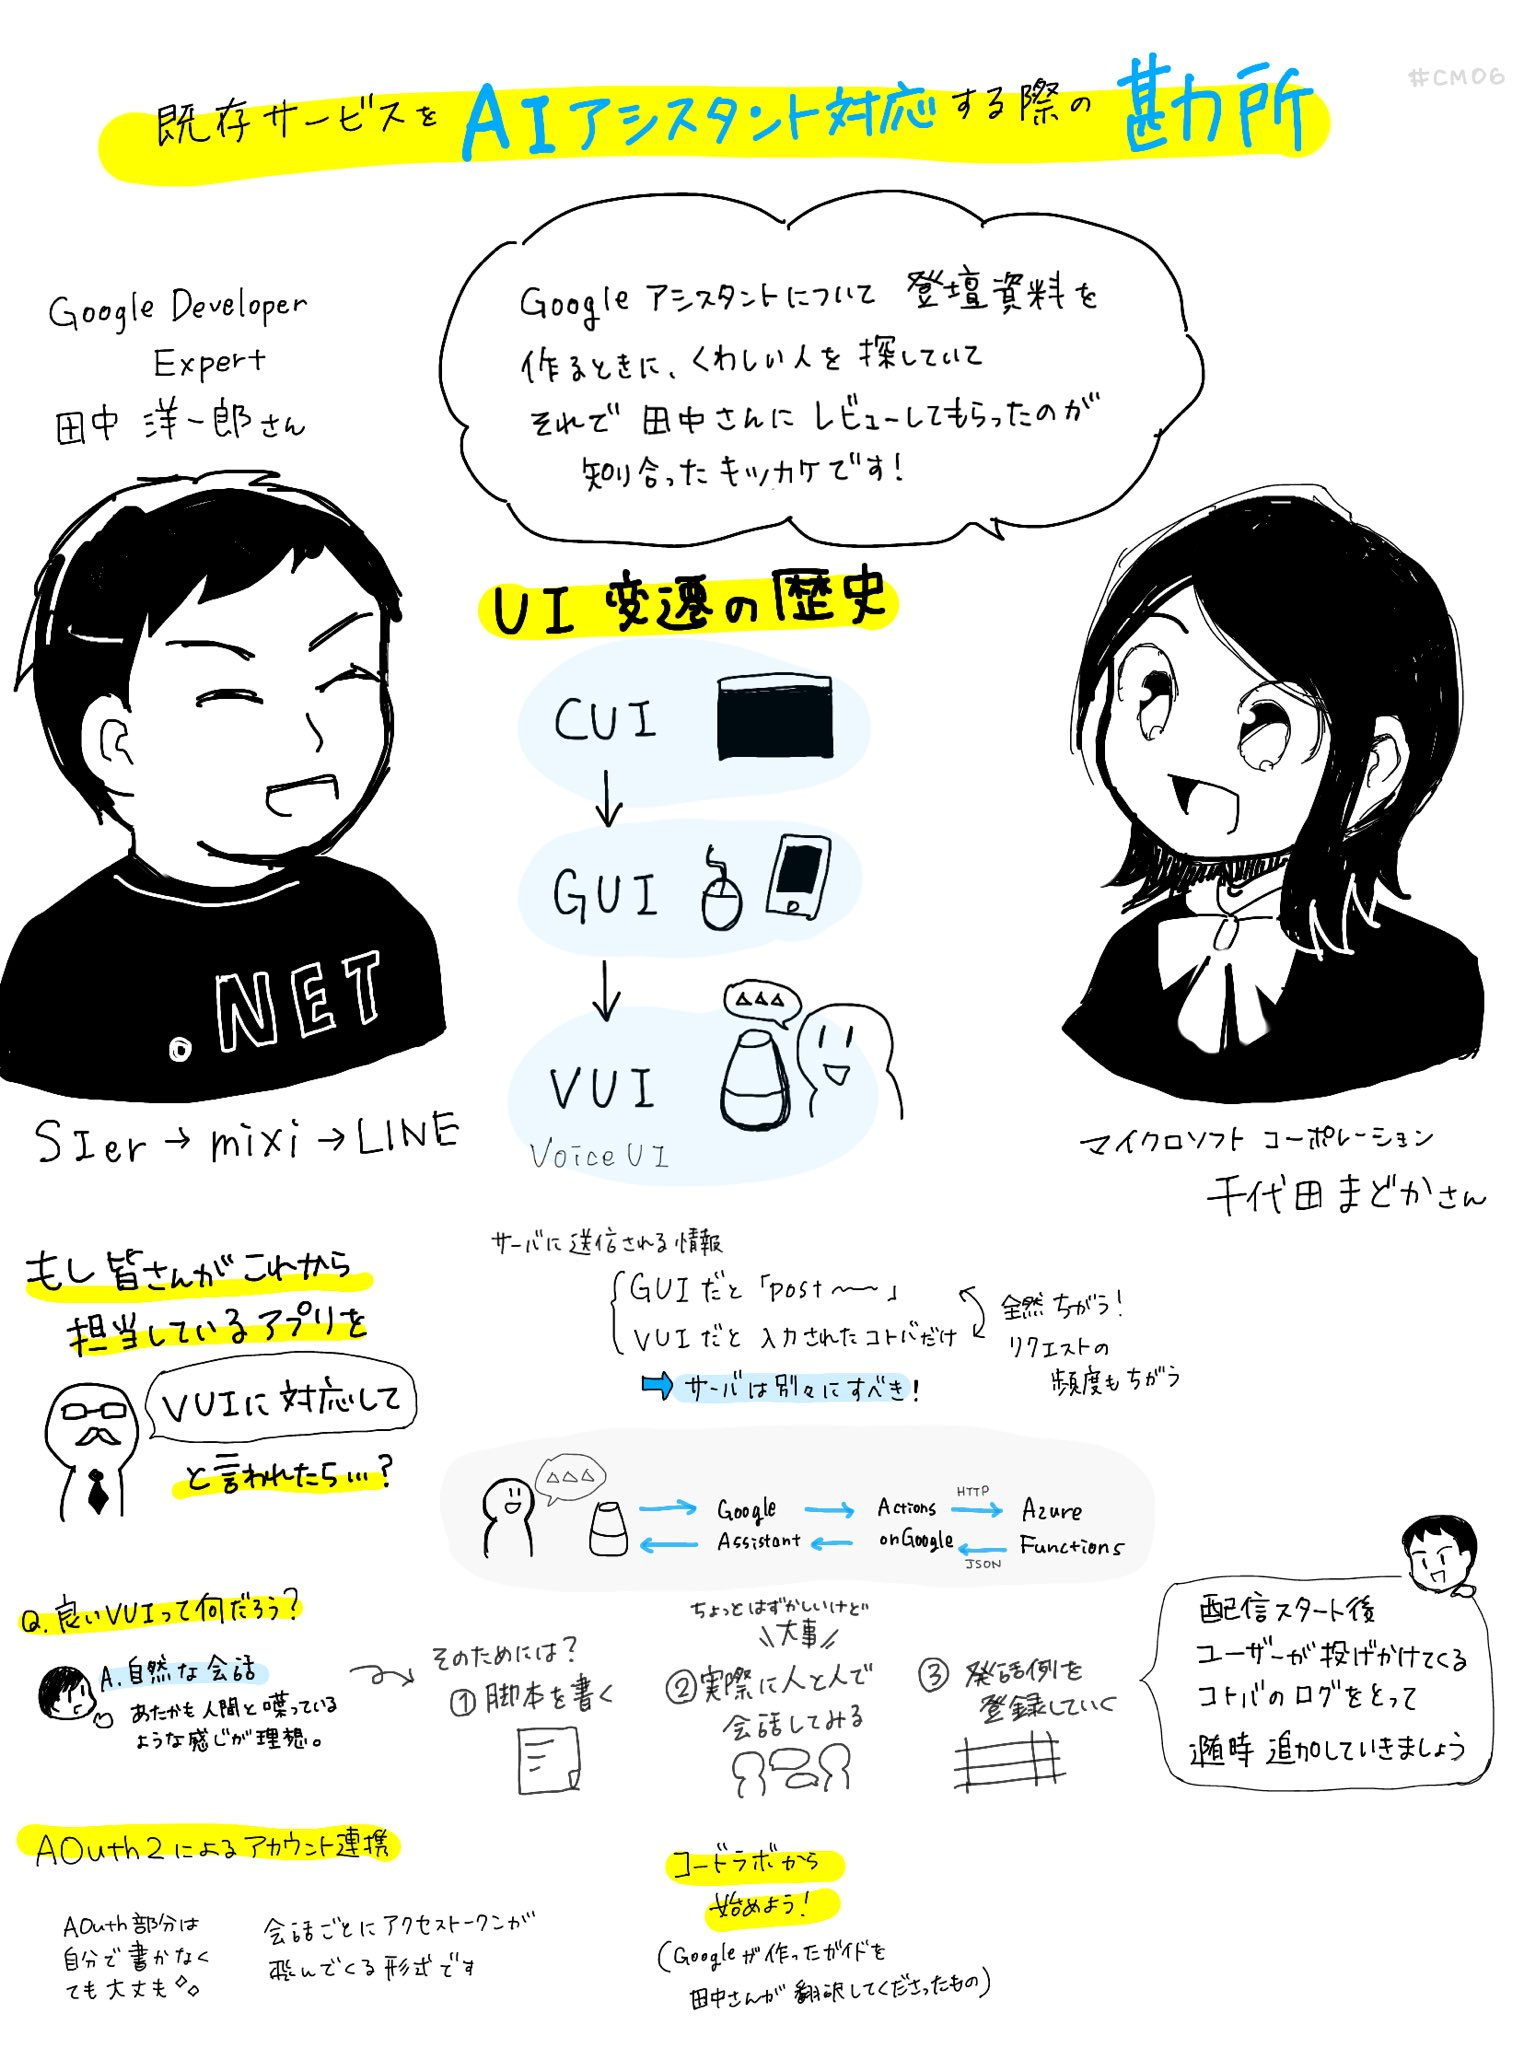 #CM06
既存サービスを AIアシスタント対応する際の 勘所
Google Developer
Expert
田中 洋一郎さん
Google アシスタントについて 登壇資料を
作るときに、くわしい人を 探していて
それで 田中さんに レビューしてもらったのが
知り合ったキッカケです!
UI 変遷の歴史
CUI
GUI
VUI
Voice UI
.NET
SIer→mixi→LINE
マイクロソフト コーポレーション
千代田 まどかさん
もし 皆さんが これから
担当しているアプリを
VUIに 対応して
と言われたら...?
サーバに 送信される 情報
GUI だと 「post〜〜」
VUI だと 入力された コトバだけ
全然 ちがう!
リクエストの
頻度も ちがう
➡ サーバは 別々にすべき!
△△△
Google
Assistant
Actions
onGoogle
HTTP
JSON
Azure
Functions
Q. 良いVUIって何だろう?
A. 自然な会話
あたかも人間と喋っている
ような感じが理想。
そのためには?
① 脚本を書く
ちょっとはずかしいけど
\\大事//
② 実際に人と人で
会話してみる
③ 発話例を
登録していく
配信スタート後
ユーザーが 投げかけてくる
コトバの ログをとって
随時 追加していきましょう
AOuth2によるアカウント連携
AOuth部分は
自分で書かなく
ても大丈夫
会話ごとにアクセストークンが
飛んでくる形式です
コードラボから
始めよう!
(Googleが作ったガイドを
田中さんが 翻訳してくださったもの)